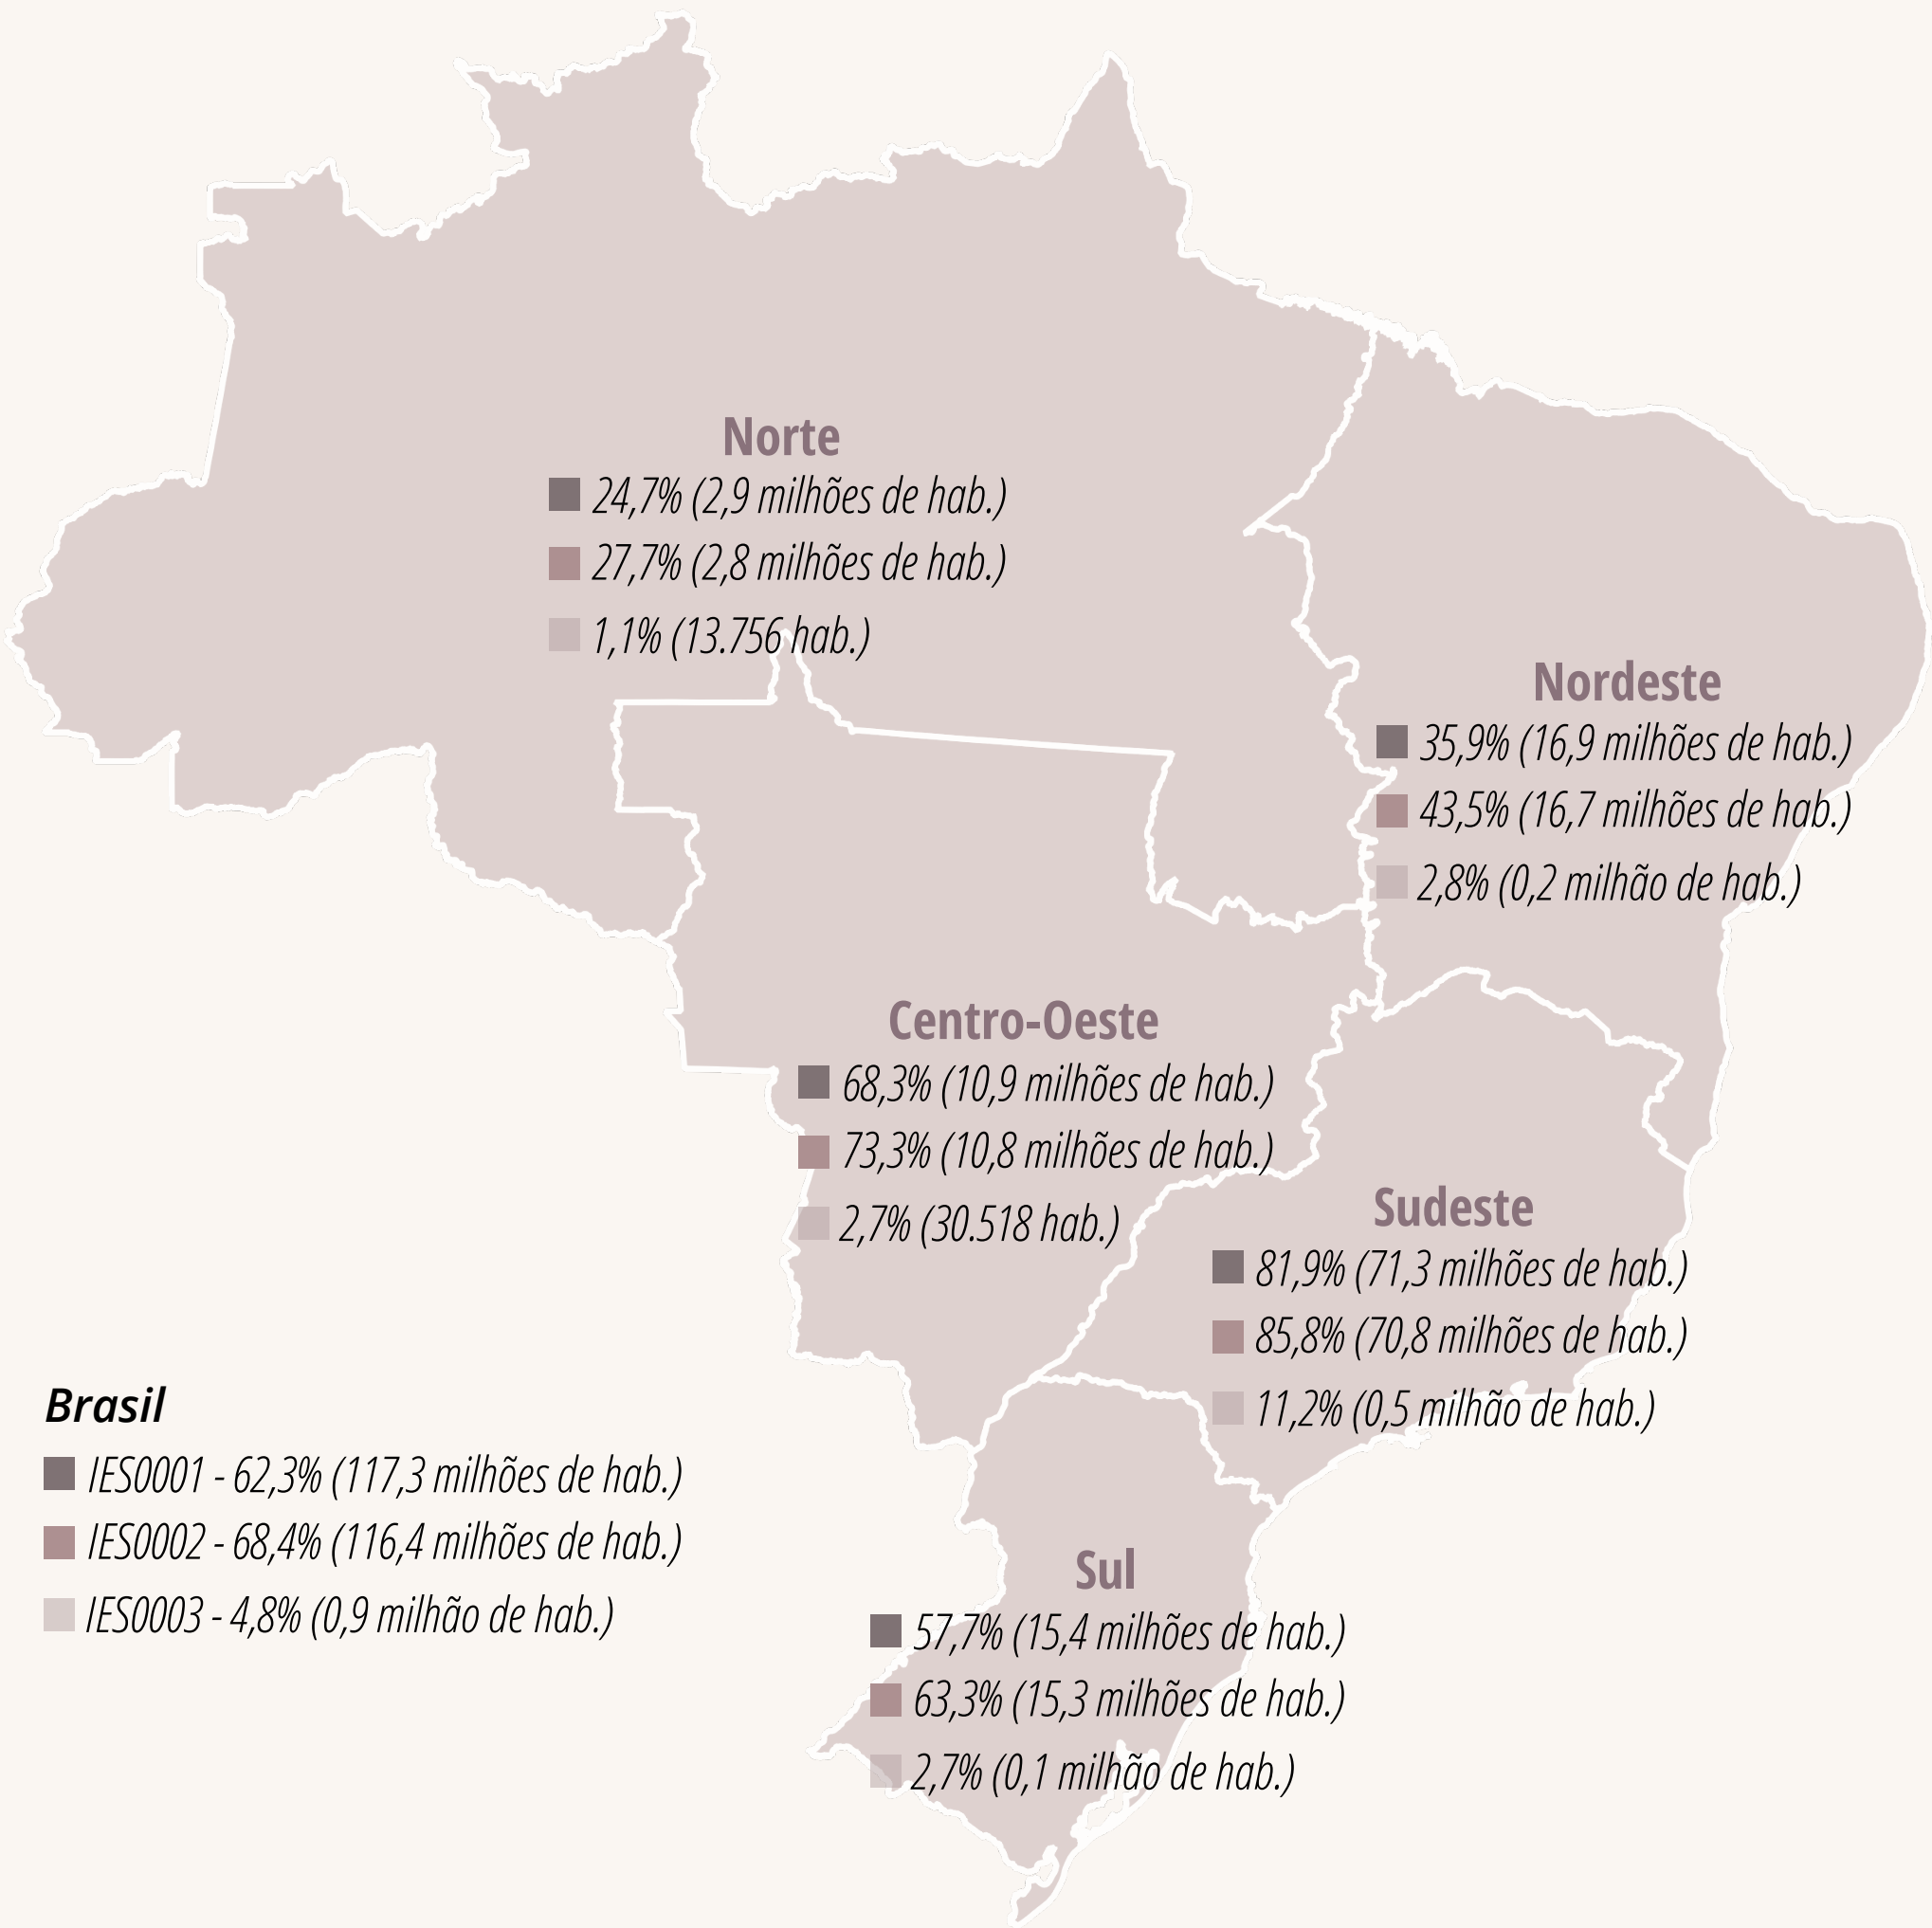 Norte
24,7% (2,9 milhões de hab.)
27,7% (2,8 milhões de hab.)
1,1% (13.756 hab.)
Nordeste
35,9% (16,9 milhões de hab.)
43,5% (16,7 milhões de hab.)
2,8% (0,2 milhão de hab.)
Centro-Oeste
68,3% (10,9 milhões de hab.)
73,3% (10,8 milhões de hab.)
2,7% (30.518 hab.)
Sudeste
81,9% (71,3 milhões de hab.)
85,8% (70,8 milhões de hab.)
11,2% (0,5 milhão de hab.)
Brasil
IES0001 - 62,3% (117,3 milhões de hab.)
IES0002 - 68,4% (116,4 milhões de hab.)
IES0003 - 4,8% (0,9 milhão de hab.)
Sul
57,7% (15,4 milhões de hab.)
63,3% (15,3 milhões de hab.)
2,7% (0,1 milhão de hab.)